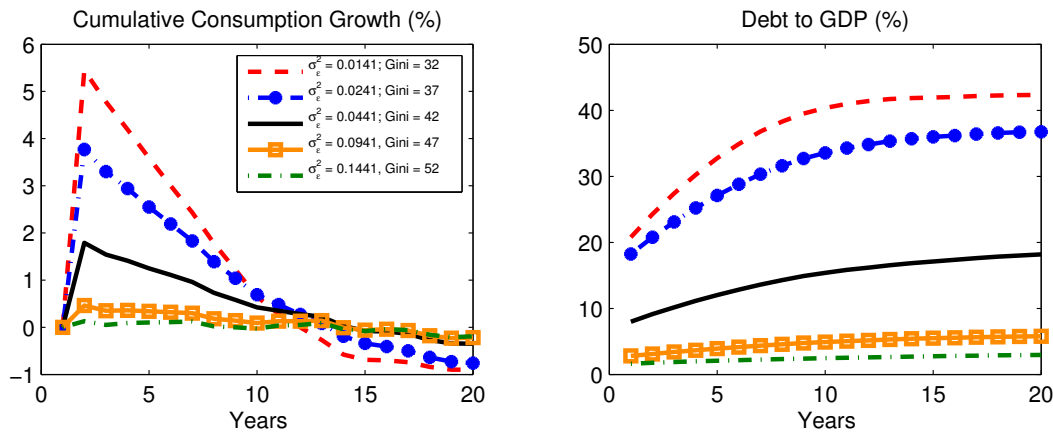 Cumulative Consumption Growth (%)
6
5
4
3
2
1
0
−1
0
5
10
15
20
Years
σ²ε = 0.0141; Gini = 32
σ²ε = 0.0241; Gini = 37
σ²ε = 0.0441; Gini = 42
σ²ε = 0.0941, Gini = 47
σ²ε = 0.1441, Gini = 52
Debt to GDP (%)
50
40
30
20
10
0
0
5
10
15
20
Years